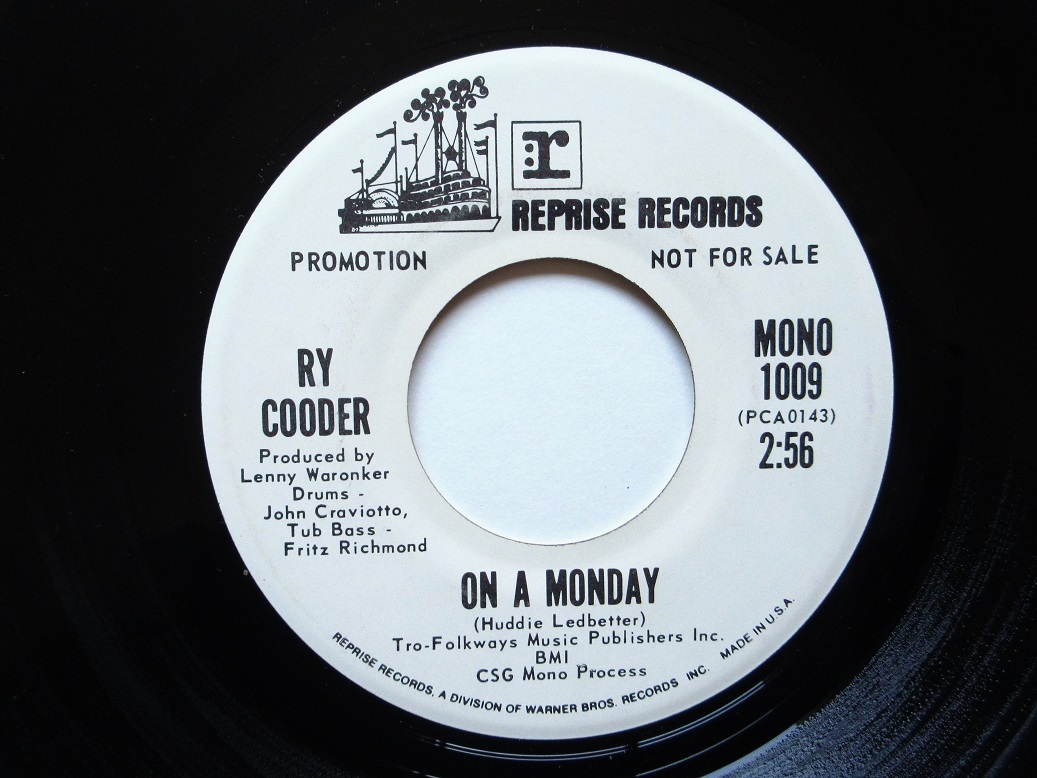 r
REPRISE RECORDS
PROMOTION
NOT FOR SALE
RY
COODER
Produced by
Lenny Waronker
Drums -
John Craviotto,
Tub Bass -
Fritz Richmond
MONO
1009
(PCA0143)
2:56
ON A MONDAY
(Huddie Ledbetter)
Tro-Folkways Music Publishers Inc.
BMI
CSG Mono Process
REPRISE RECORDS, A DIVISION OF WARNER BROS. RECORDS INC. MADE IN U.S.A.